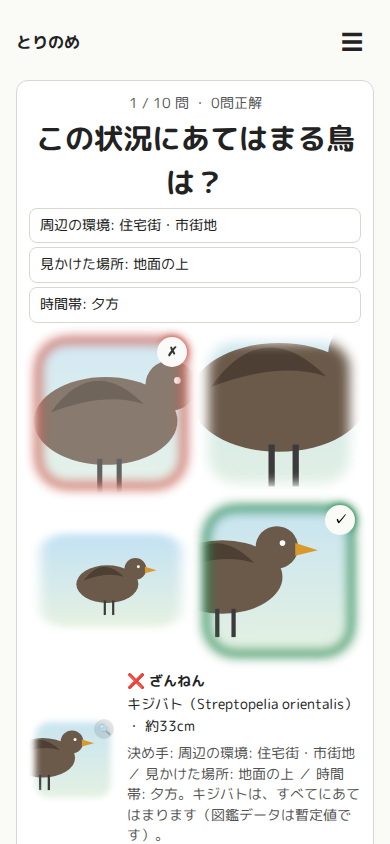 とりのめ
☰
1 / 10 問 ・ 0問正解
この状況にあてはまる鳥
は？
周辺の環境: 住宅街・市街地
見かけた場所: 地面の上
時間帯: 夕方
✗
✓
❌ ざんねん
キジバト（Streptopelia orientalis）
・ 約33cm
決め手: 周辺の環境: 住宅街・市街地
／ 見かけた場所: 地面の上 ／ 時間
帯: 夕方。キジバトは、すべてにあて
はまります（図鑑データは暫定値で
す）。